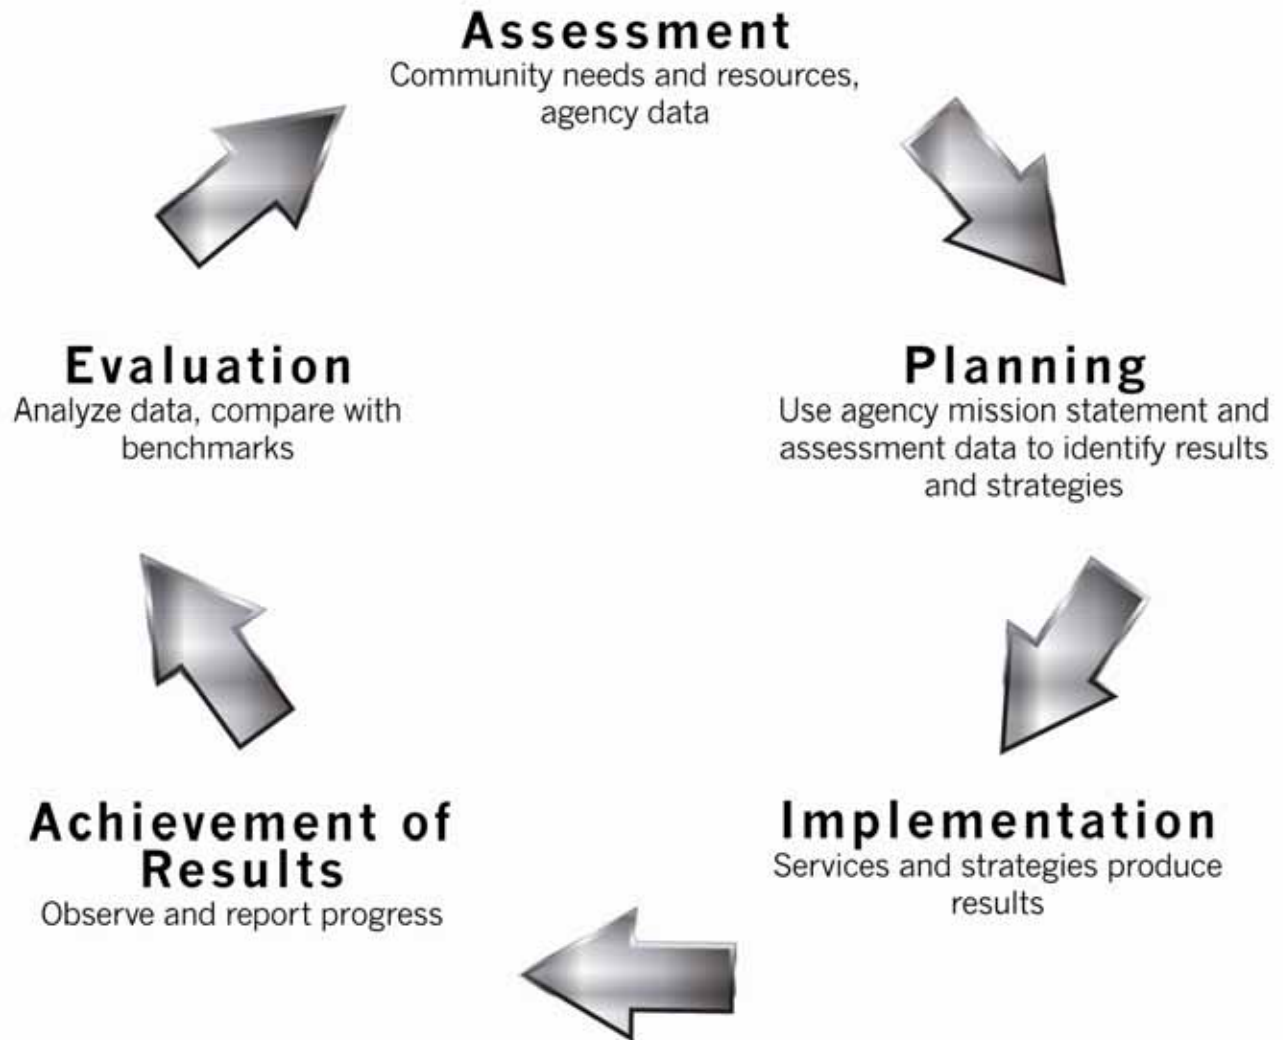 Assessment
Community needs and resources,
agency data
Planning
Use agency mission statement and
assessment data to identify results
and strategies
Implementation
Services and strategies produce
results
Achievement of
Results
Observe and report progress
Evaluation
Analyze data, compare with
benchmarks